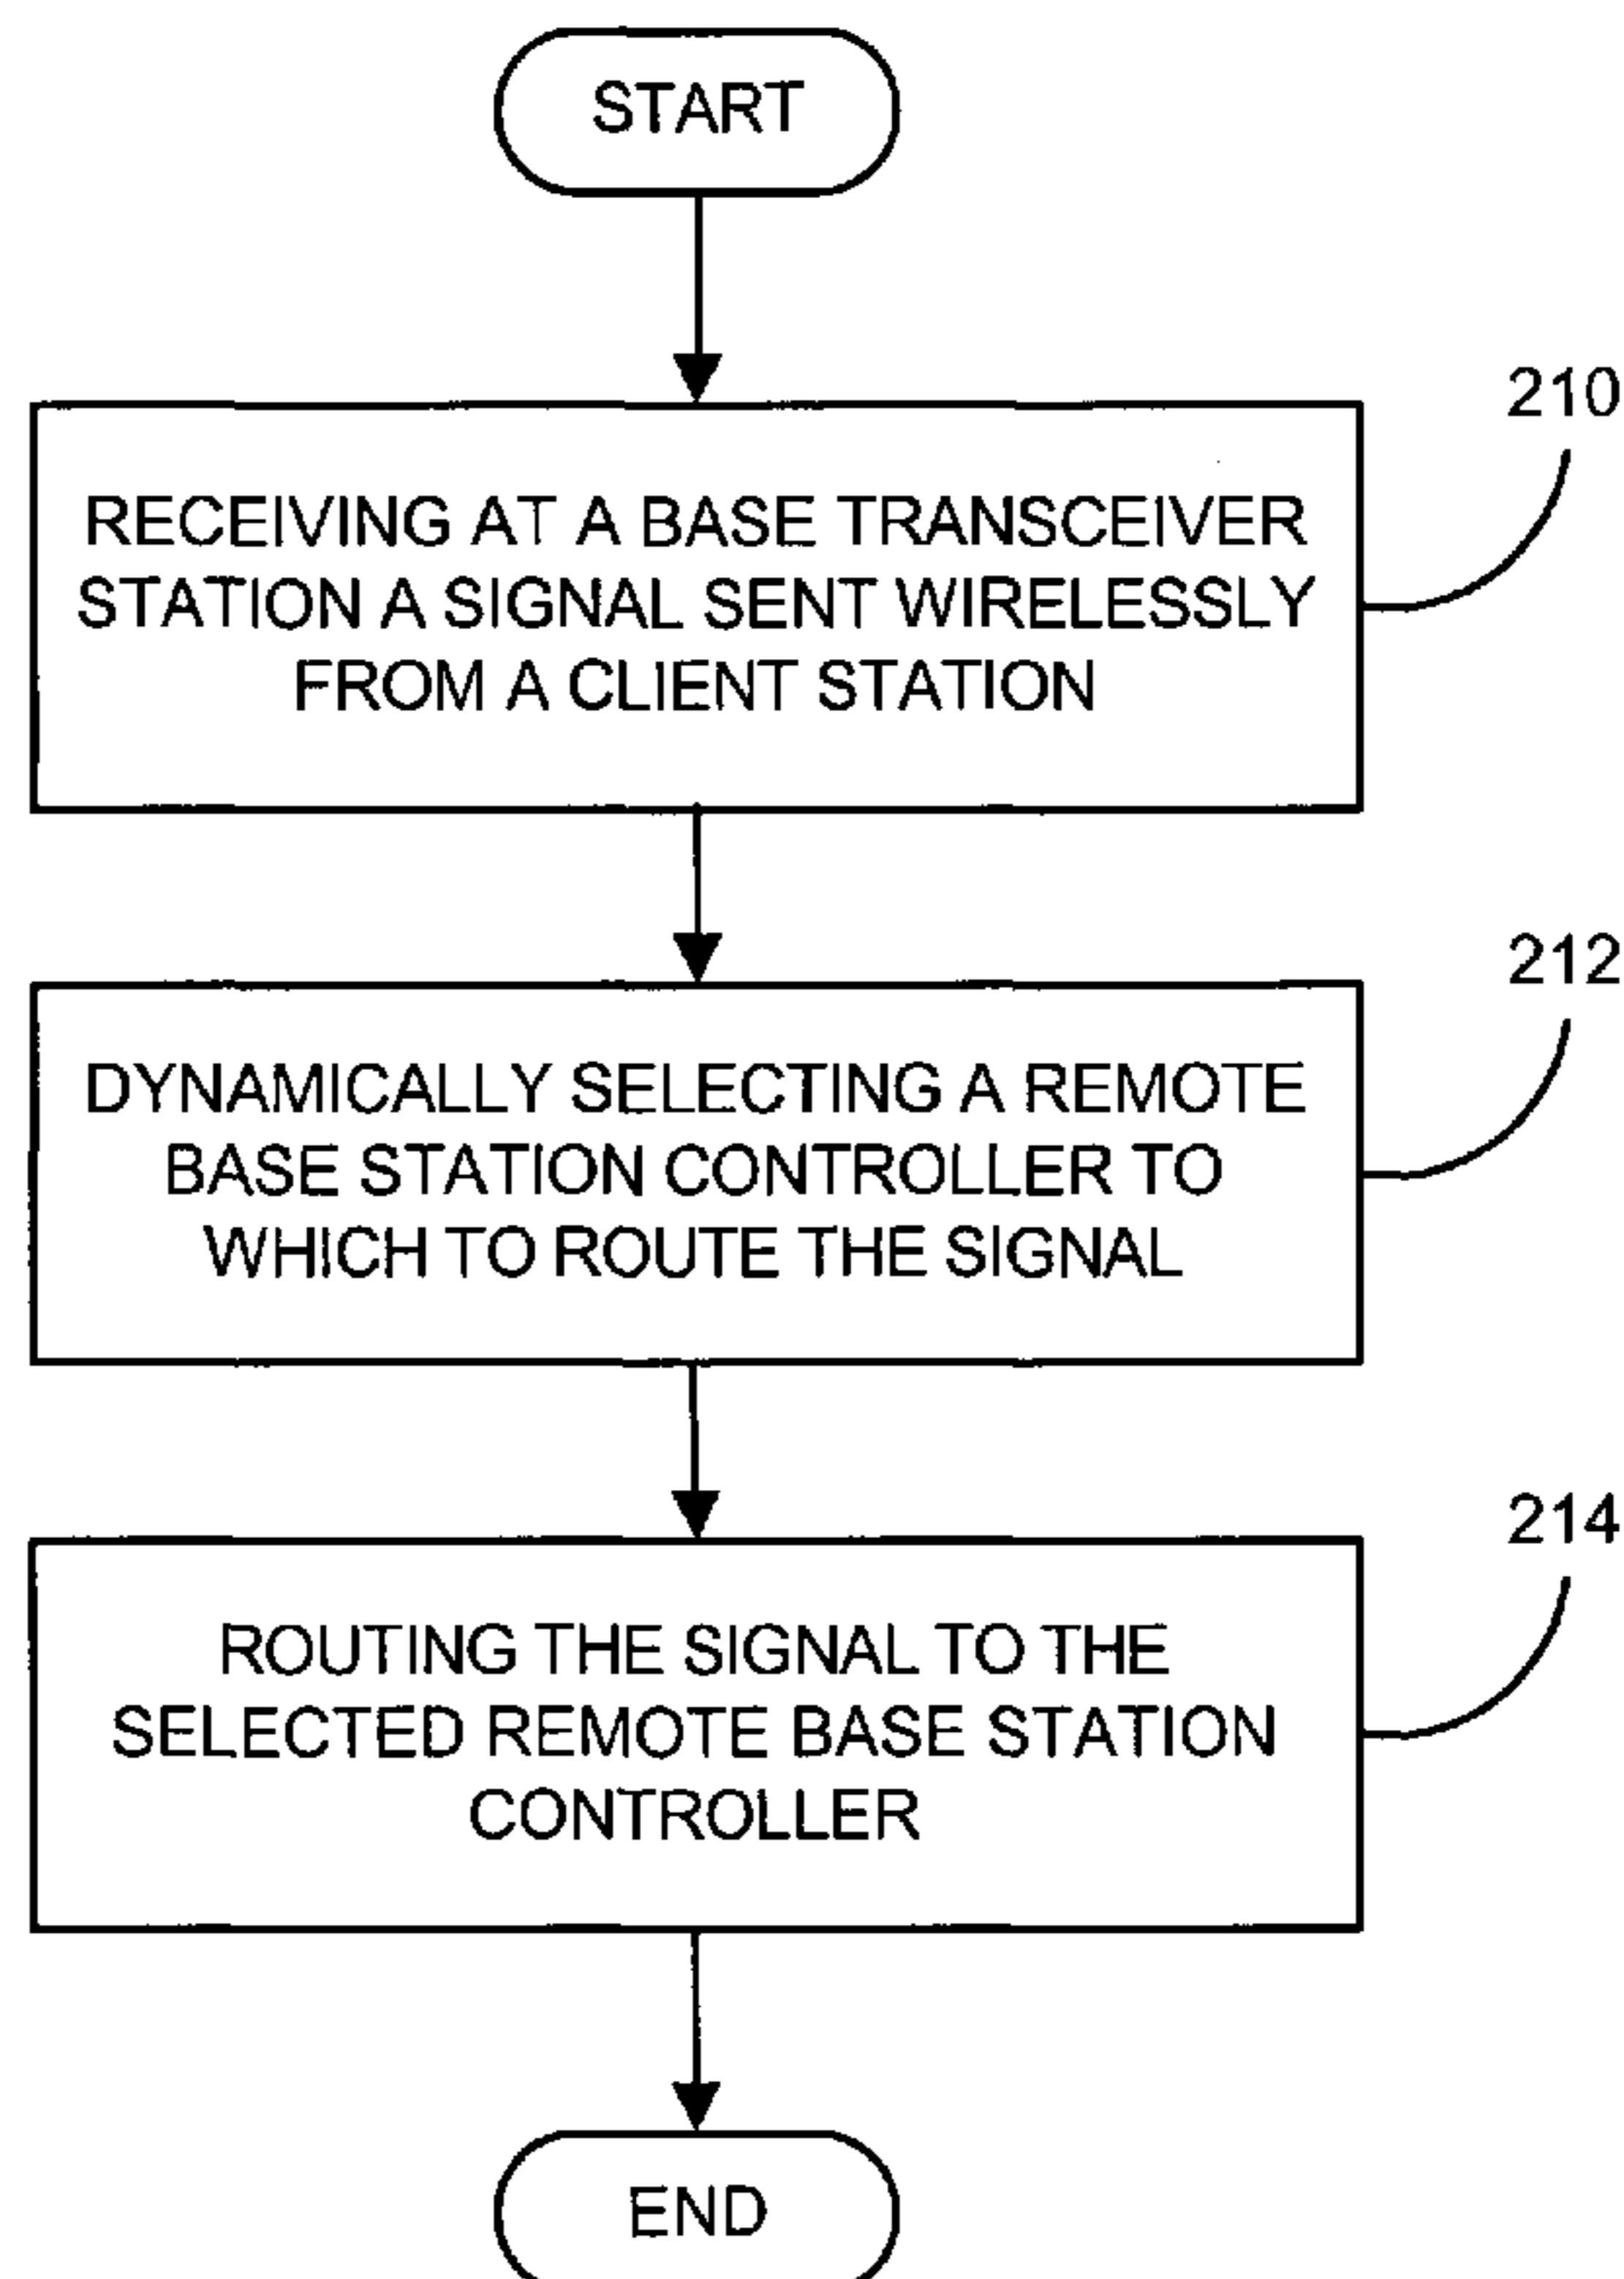 START
210
RECEIVING AT A BASE TRANSCEIVER
STATION A SIGNAL SENT WIRELESSLY
FROM A CLIENT STATION
212
DYNAMICALLY SELECTING A REMOTE
BASE STATION CONTROLLER TO
WHICH TO ROUTE THE SIGNAL
214
ROUTING THE SIGNAL TO THE
SELECTED REMOTE BASE STATION
CONTROLLER
END